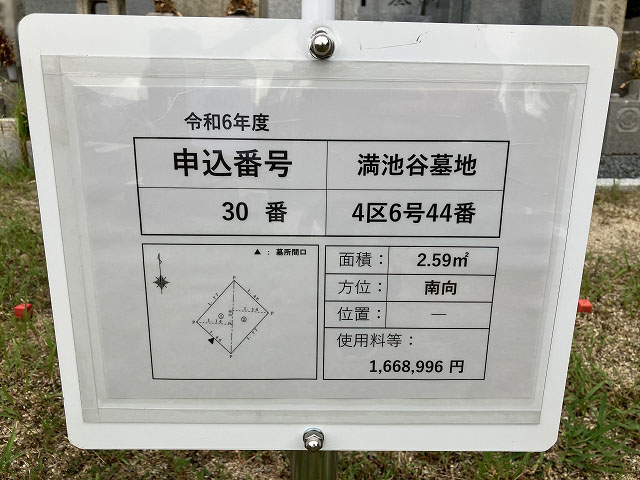 令和6年度
申込番号
満池谷墓地
30 番
4区6号44番
▲ : 墓所間口
面積：
2.59㎡
方位：
南向
位置：
―
使用料等：
1,668,996 円
① 
②